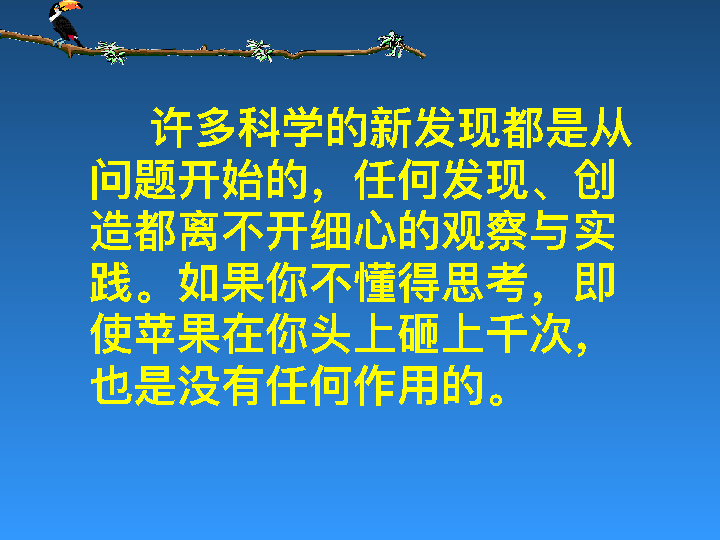 许多科学的新发现都是从
问题开始的，任何发现、创
造都离不开细心的观察与实
践。如果你不懂得思考，即
使苹果在你头上砸上千次，
也是没有任何作用的。